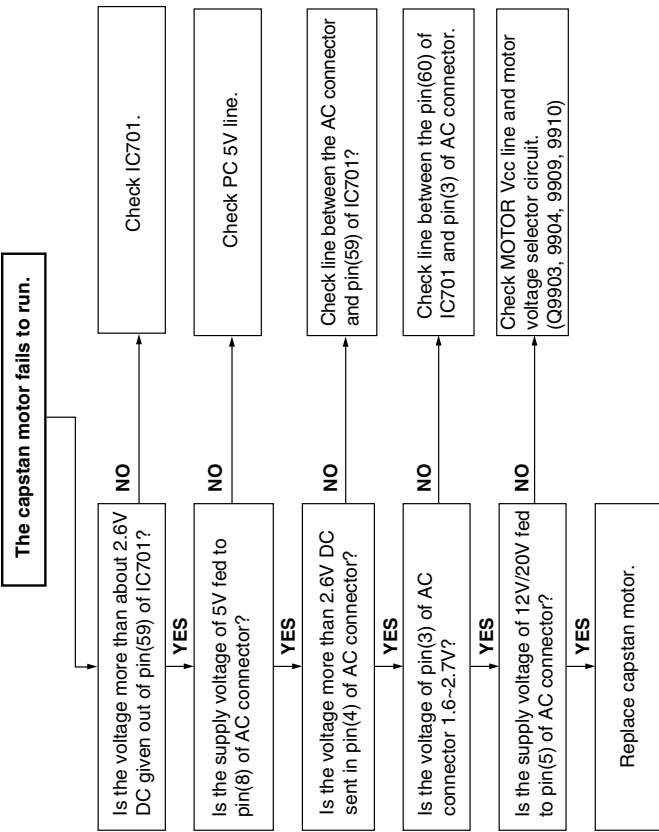 The capstan motor fails to run.
Is the voltage more than about 2.6V
DC given out of pin(59) of IC701?
NO
Check IC701.
YES
Is the supply voltage of 5V fed to
pin(8) of AC connector?
NO
Check PC 5V line.
YES
Is the voltage more than 2.6V DC
sent in pin(4) of AC connector?
NO
Check line between the AC connector
and pin(59) of IC701?
YES
Is the voltage of pin(3) of AC
connector 1.6~2.7V?
NO
Check line between the pin(60) of
IC701 and pin(3) of AC connector.
YES
Is the supply voltage of 12V/20V fed
to pin(5) of AC connector?
NO
Check MOTOR Vcc line and motor
voltage selector circuit.
(Q9903, 9904, 9909, 9910)
YES
Replace capstan motor.